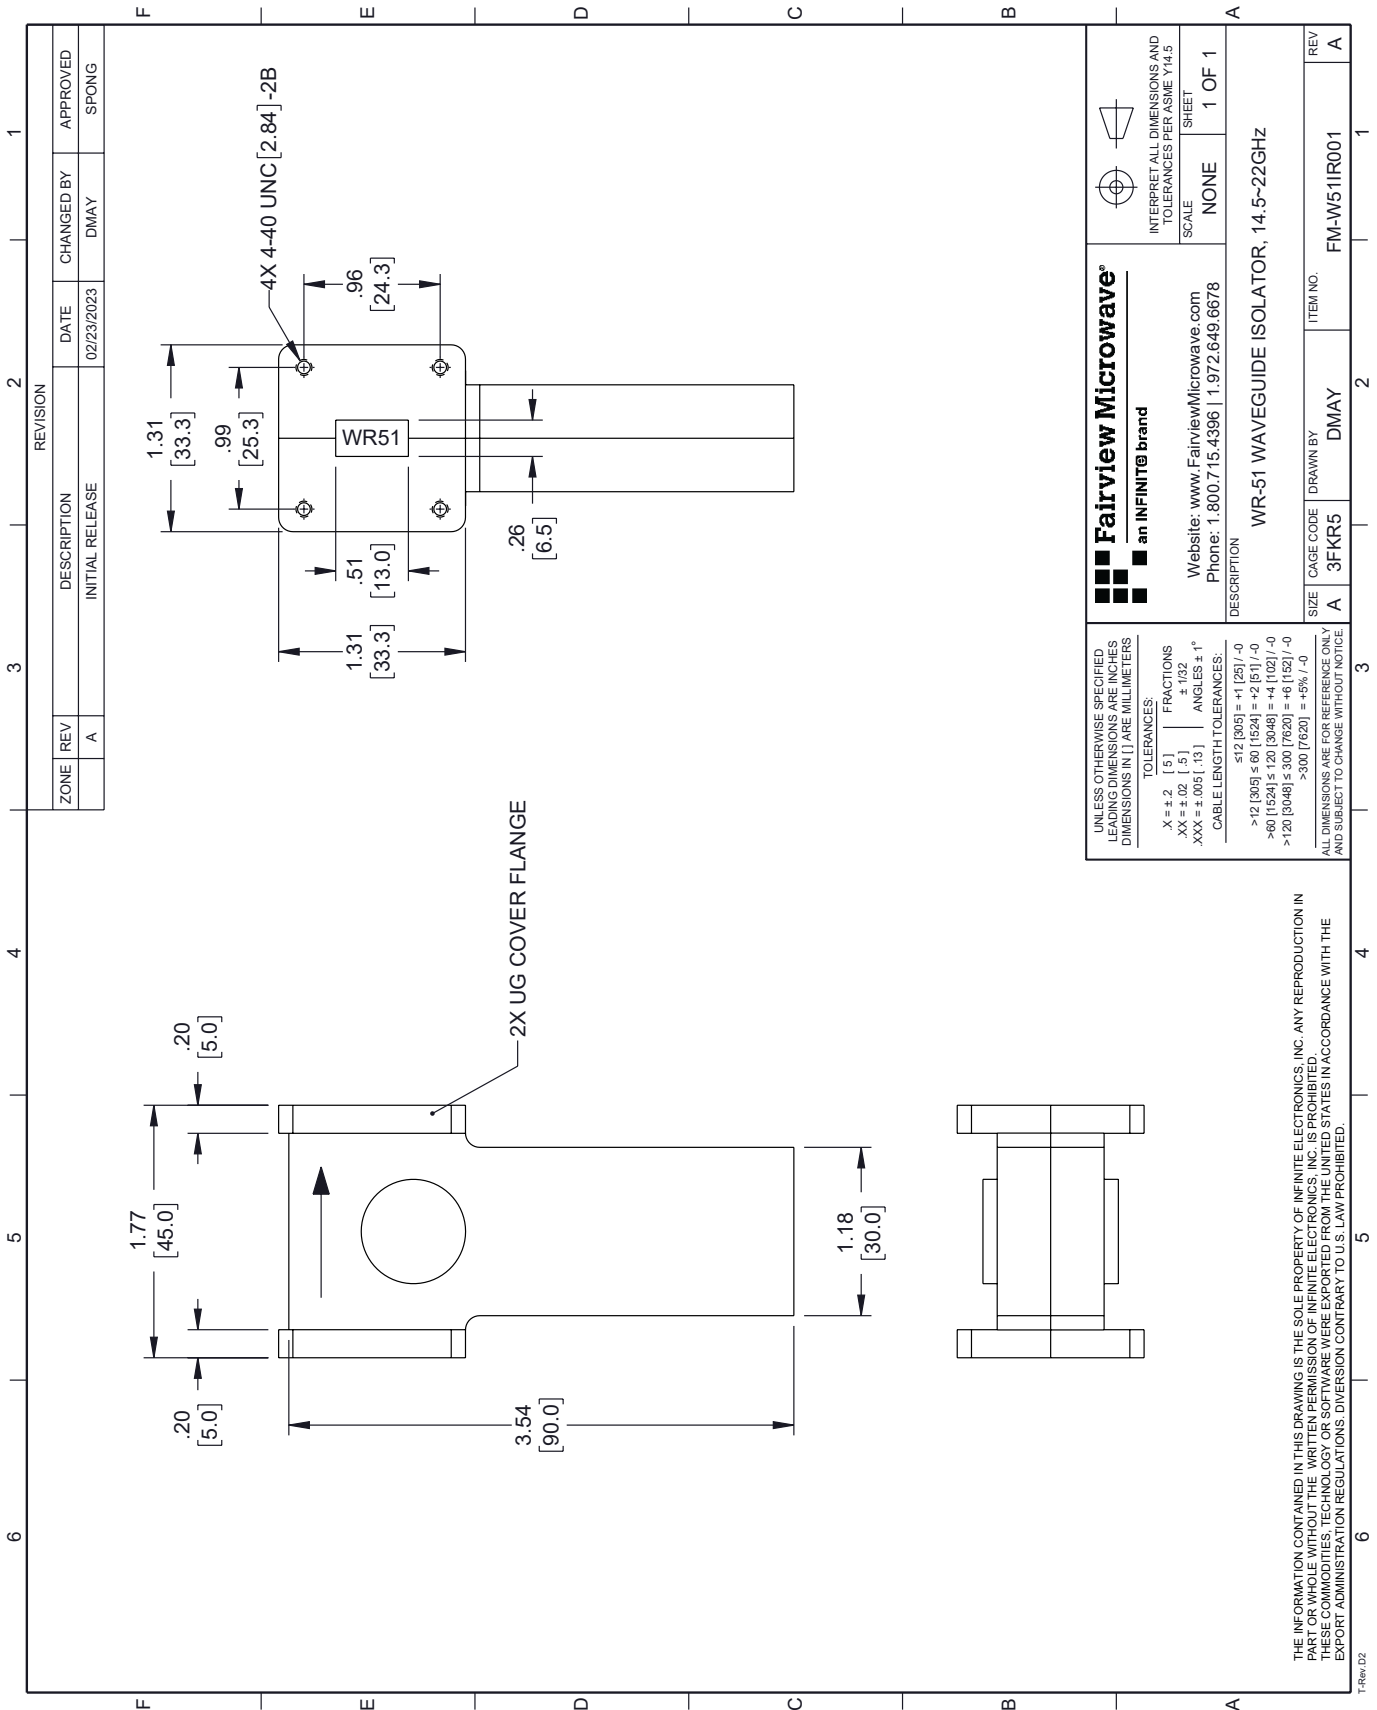 6
5
4
3
2
1
REVISION
ZONE REV DESCRIPTION DATE CHANGED BY APPROVED
A INITIAL RELEASE 02/23/2023 DMAY SPONG
F
F
E
E
D
D
C
C
B
B
A
A
1.77
[45.0]
.20
[5.0]
.20
[5.0]
3.54
[90.0]
2X UG COVER FLANGE
1.18
[30.0]
1.31
[33.3]
.99
[25.3]
4X 4-40 UNC [2.84] -2B
.96
[24.3]
WR51
.51
[13.0]
1.31
[33.3]
.26
[6.5]
UNLESS OTHERWISE SPECIFIED
LEADING DIMENSIONS ARE INCHES
DIMENSIONS IN [ ] ARE MILLIMETERS
TOLERANCES:
.X = ± .2 [ 5 ] FRACTIONS
.XX = ± .02 [ .5 ] ± 1/32
.XXX = ± .005 [ .13 ] ANGLES ± 1°
CABLE LENGTH TOLERANCES:
≤12 [305] = +1 [25] / -0
>12 [305] ≤ 60 [1524] = +2 [51] / -0
>60 [1524] ≤ 120 [3048] = +4 [102] / -0
>120 [3048] ≤ 300 [7620] = +6 [152] / -0
>300 [7620] = +5% / -0
ALL DIMENSIONS ARE FOR REFERENCE ONLY
AND SUBJECT TO CHANGE WITHOUT NOTICE.
Fairview Microwave®
an INFINIT® brand
Website: www.FairviewMicrowave.com
Phone: 1.800.715.4396 | 1.972.649.6678
INTERPRET ALL DIMENSIONS AND
TOLERANCES PER ASME Y14.5
SCALE SHEET
NONE 1 OF 1
DESCRIPTION
WR-51 WAVEGUIDE ISOLATOR, 14.5~22GHz
SIZE CAGE CODE DRAWN BY ITEM NO. REV
A 3FKR5 DMAY FM-W51IR001 A
THE INFORMATION CONTAINED IN THIS DRAWING IS THE SOLE PROPERTY OF INFINITE ELECTRONICS, INC. ANY REPRODUCTION IN
PART OR WHOLE WITHOUT THE WRITTEN PERMISSION OF INFINITE ELECTRONICS, INC. IS PROHIBITED.
THESE COMMODITIES, TECHNOLOGY OR SOFTWARE WERE EXPORTED FROM THE UNITED STATES IN ACCORDANCE WITH THE
EXPORT ADMINISTRATION REGULATIONS. DIVERSION CONTRARY TO U.S. LAW PROHIBITED.
T-Rev.D2
6
5
4
3
2
1